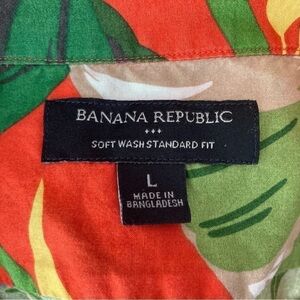 BANANA REPUBLIC
SOFT WASH STANDARD FIT
L
MADE IN
BANGLADESH